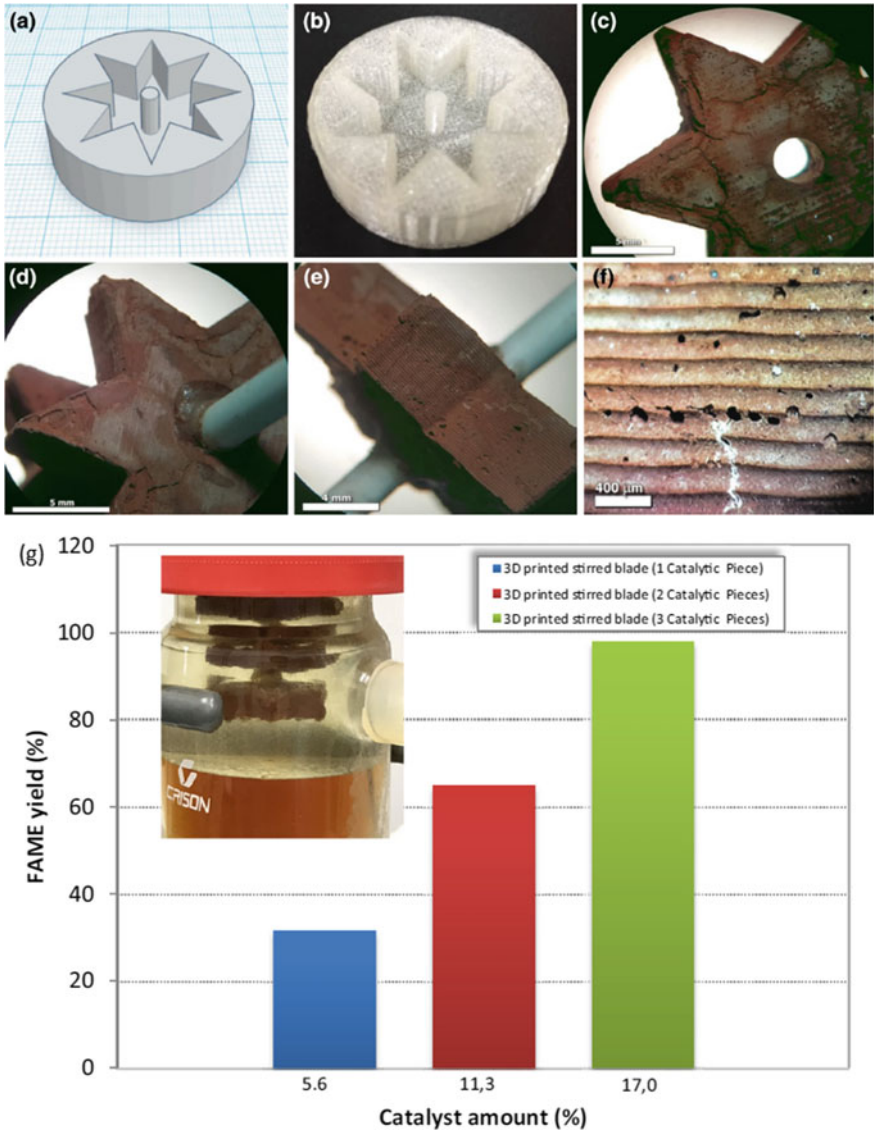 (a)
(b)
(c)
5mm
(d)
5 mm
(e)
4 mm
(f)
400 μm
(g)
120
100
80
60
40
20
0
FAME yield (%)
3D printed stirred blade (1 Catalytic Piece)
3D printed stirred blade (2 Catalytic Pieces)
3D printed stirred blade (3 Catalytic Pieces)
CRISON
5.6
11,3
17,0
Catalyst amount (%)